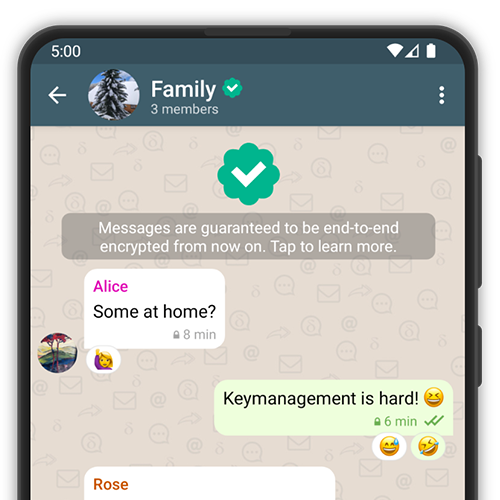 5:00
Family
3 members
Messages are guaranteed to be end-to-end
encrypted from now on. Tap to learn more.
Alice
Some at home?
8 min
Keymanagement is hard! 😆
6 min
Rose